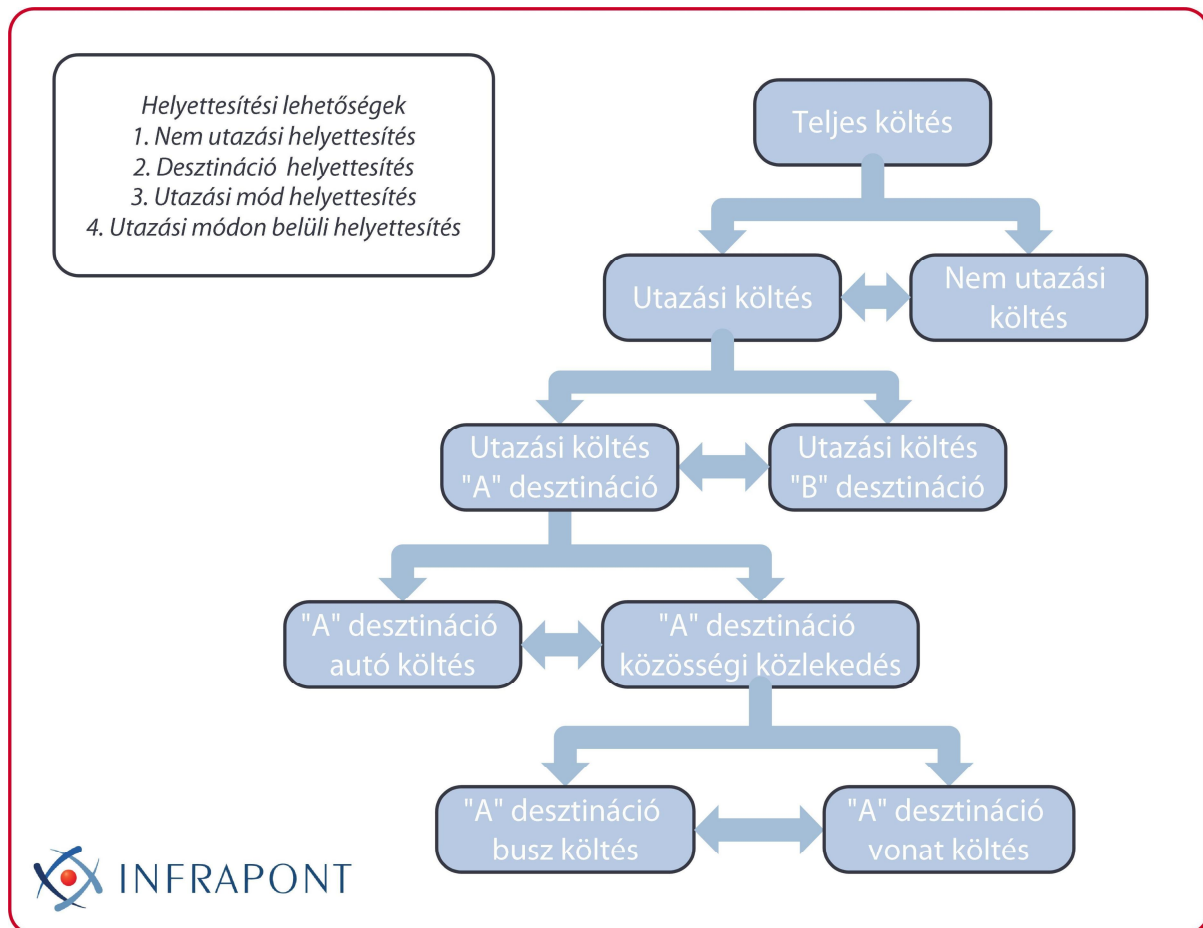 Helyettesítési lehetőségek
1. Nem utazási helyettesítés
2. Desztináció helyettesítés
3. Utazási mód helyettesítés
4. Utazási módon belüli helyettesítés
Teljes költés
Utazási költés
Nem utazási
költés
Utazási költés
"A" desztináció
Utazási költés
"B" desztináció
"A" desztináció
autó költés
"A" desztináció
közösségi közlekedés
"A" desztináció
busz költés
"A" desztináció
vonat költés
INFRAPONT